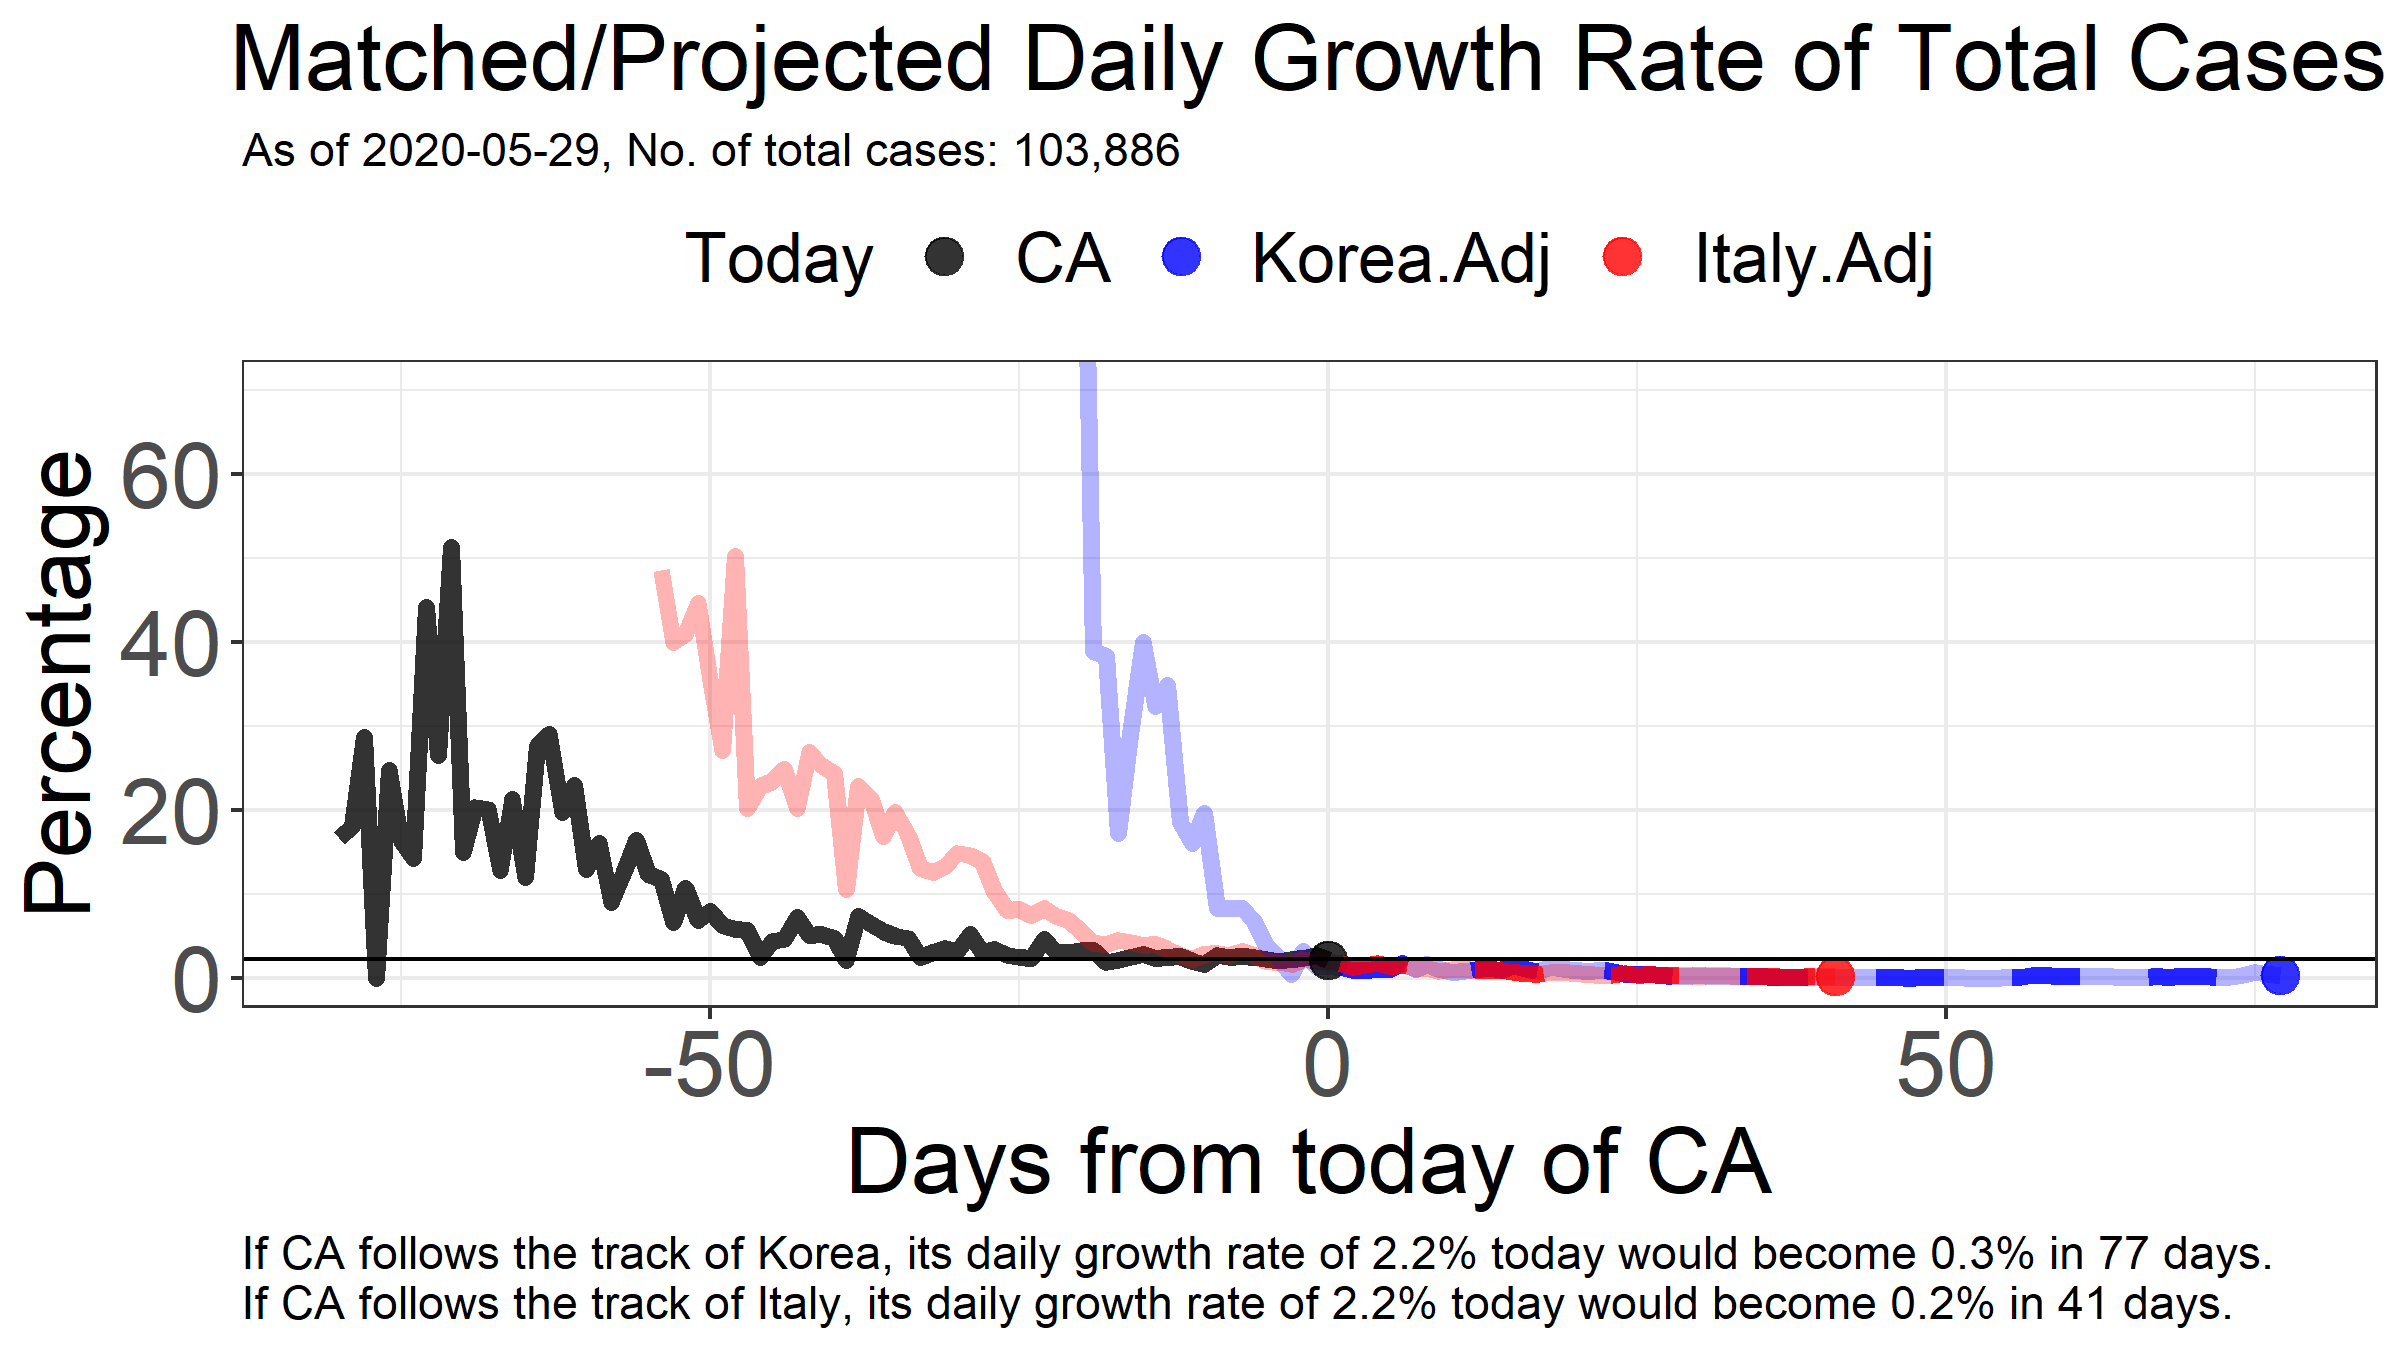 Matched/Projected Daily Growth Rate of Total Cases
As of 2020-05-29, No. of total cases: 103,886
Today CA Korea.Adj Italy.Adj
Percentage
60
40
20
0
-50 0 50
Days from today of CA
If CA follows the track of Korea, its daily growth rate of 2.2% today would become 0.3% in 77 days.
If CA follows the track of Italy, its daily growth rate of 2.2% today would become 0.2% in 41 days.